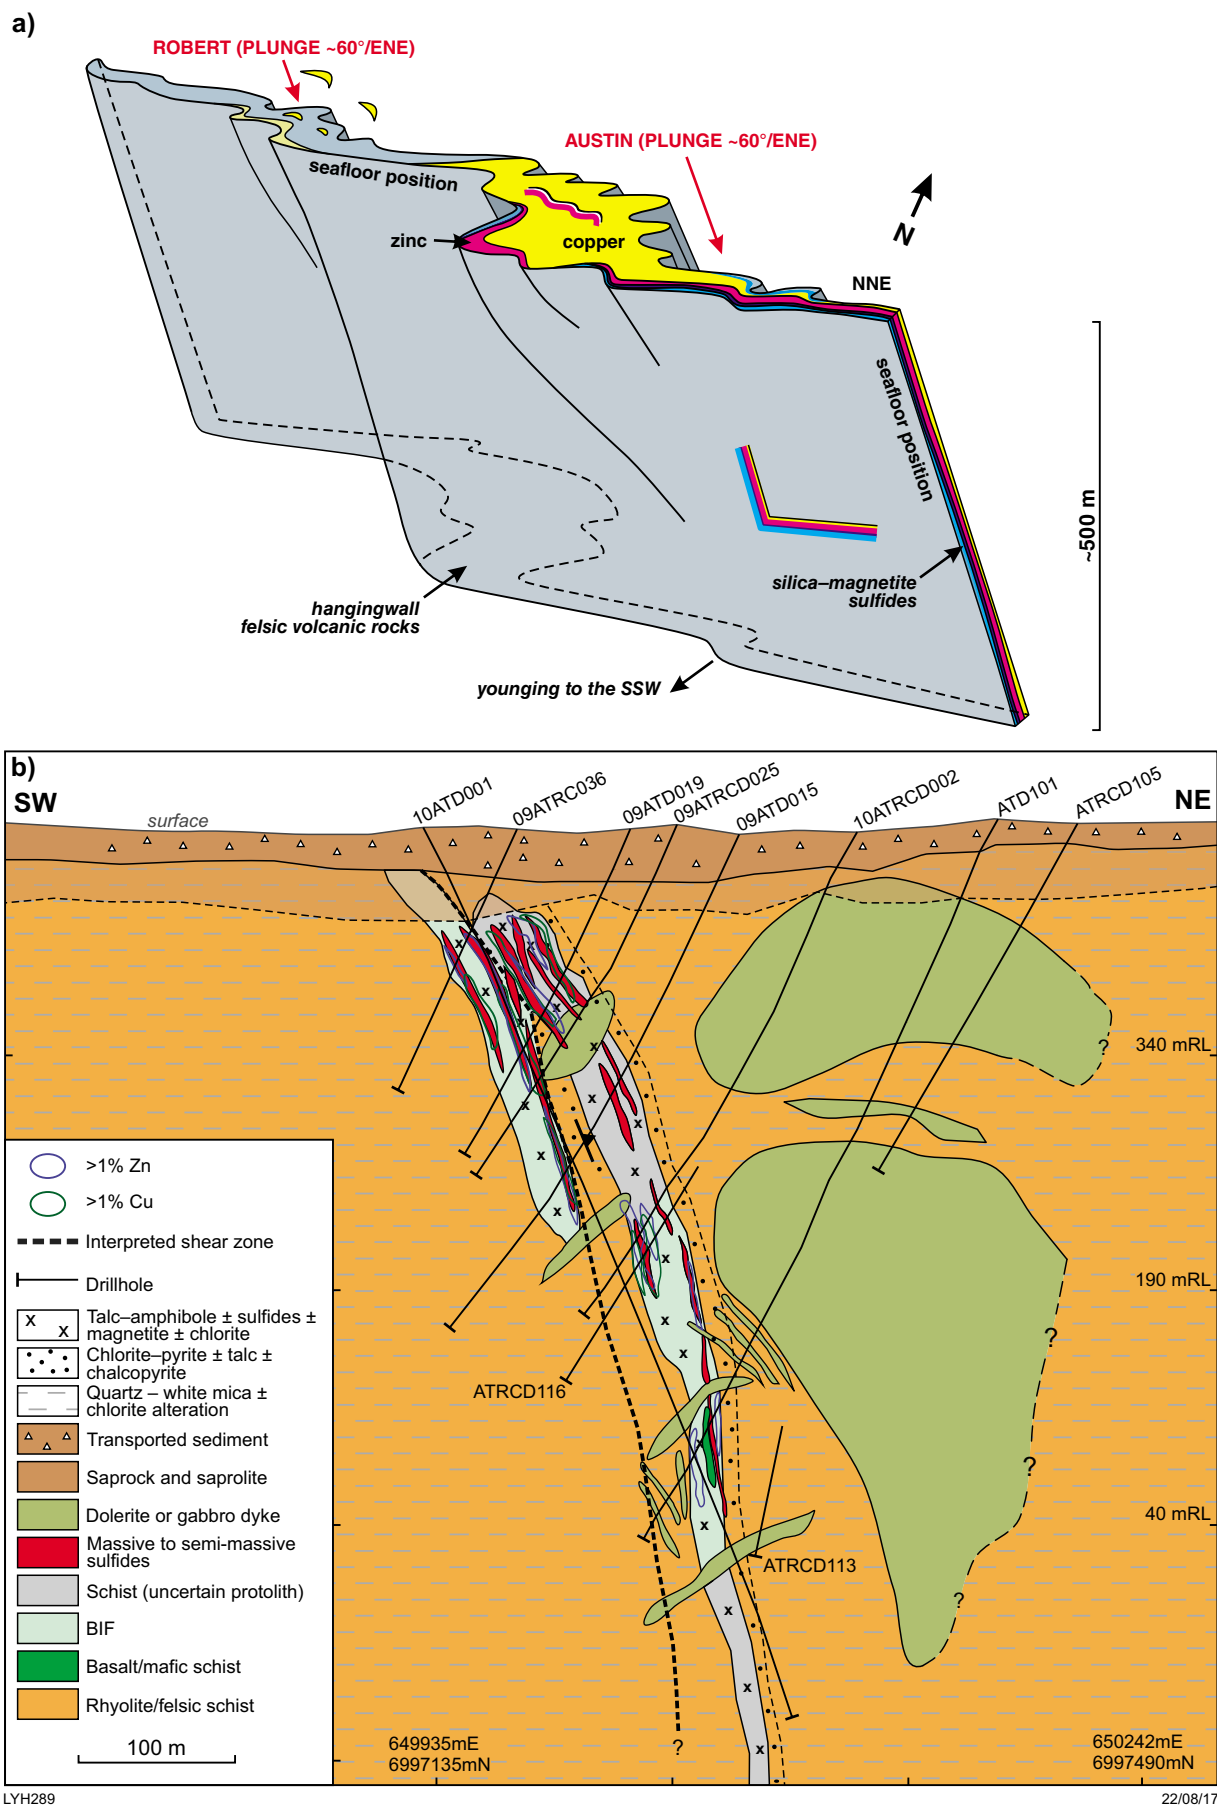 a)
ROBERT (PLUNGE ~60°/ENE)
AUSTIN (PLUNGE ~60°/ENE)
seafloor position
N
zinc
copper
NNE
seafloor position
~500 m
silica–magnetite
sulfides
hangingwall
felsic volcanic rocks
younging to the SSW
b)
SW
NE
surface
10ATD001
09ATRC036
09ATD019
09ATRCD025
09ATD015
10ATRCD002
ATD101
ATRCD105
?
340 mRL
190 mRL
?
ATRCD116
?
40 mRL
ATRCD113
?
?
>1% Zn
>1% Cu
Interpreted shear zone
Drillhole
x
x
Talc–amphibole ± sulfides ±
magnetite ± chlorite
Chlorite–pyrite ± talc ±
chalcopyrite
Quartz – white mica ±
chlorite alteration
Transported sediment
Saprock and saprolite
Dolerite or gabbro dyke
Massive to semi-massive
sulfides
Schist (uncertain protolith)
BIF
Basalt/mafic schist
Rhyolite/felsic schist
100 m
649935mE
6997135mN
650242mE
6997490mN
LYH289
22/08/17